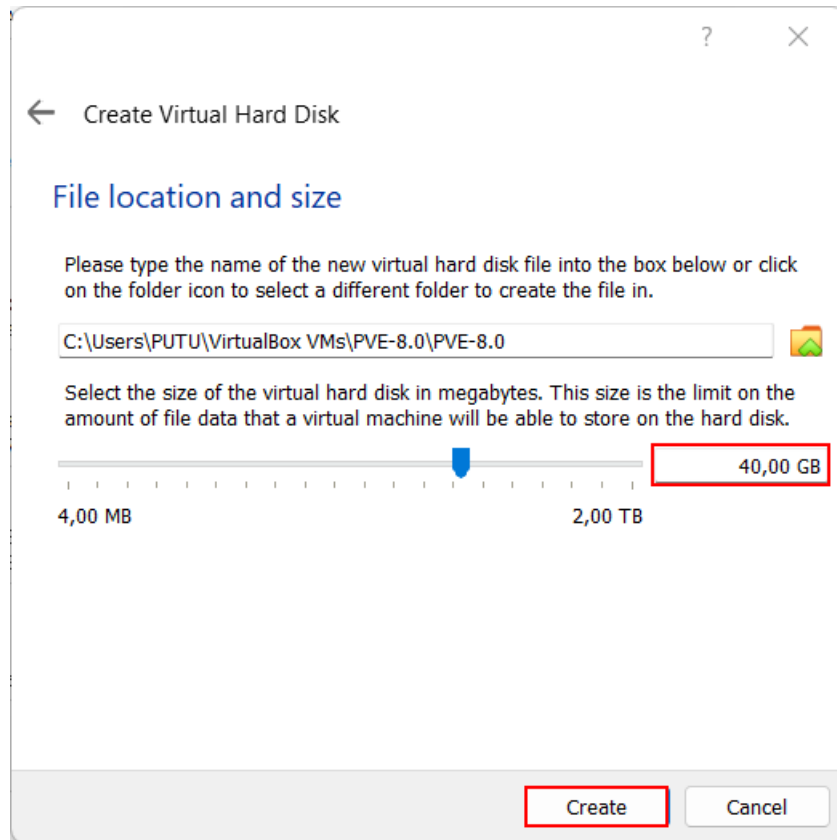 ?
Create Virtual Hard Disk
File location and size
Please type the name of the new virtual hard disk file into the box below or click
on the folder icon to select a different folder to create the file in.
C:\Users\PUTU\VirtualBox VMs\PVE-8.0\PVE-8.0
Select the size of the virtual hard disk in megabytes. This size is the limit on the
amount of file data that a virtual machine will be able to store on the hard disk.
40,00 GB
4,00 MB 2,00 TB
Create Cancel